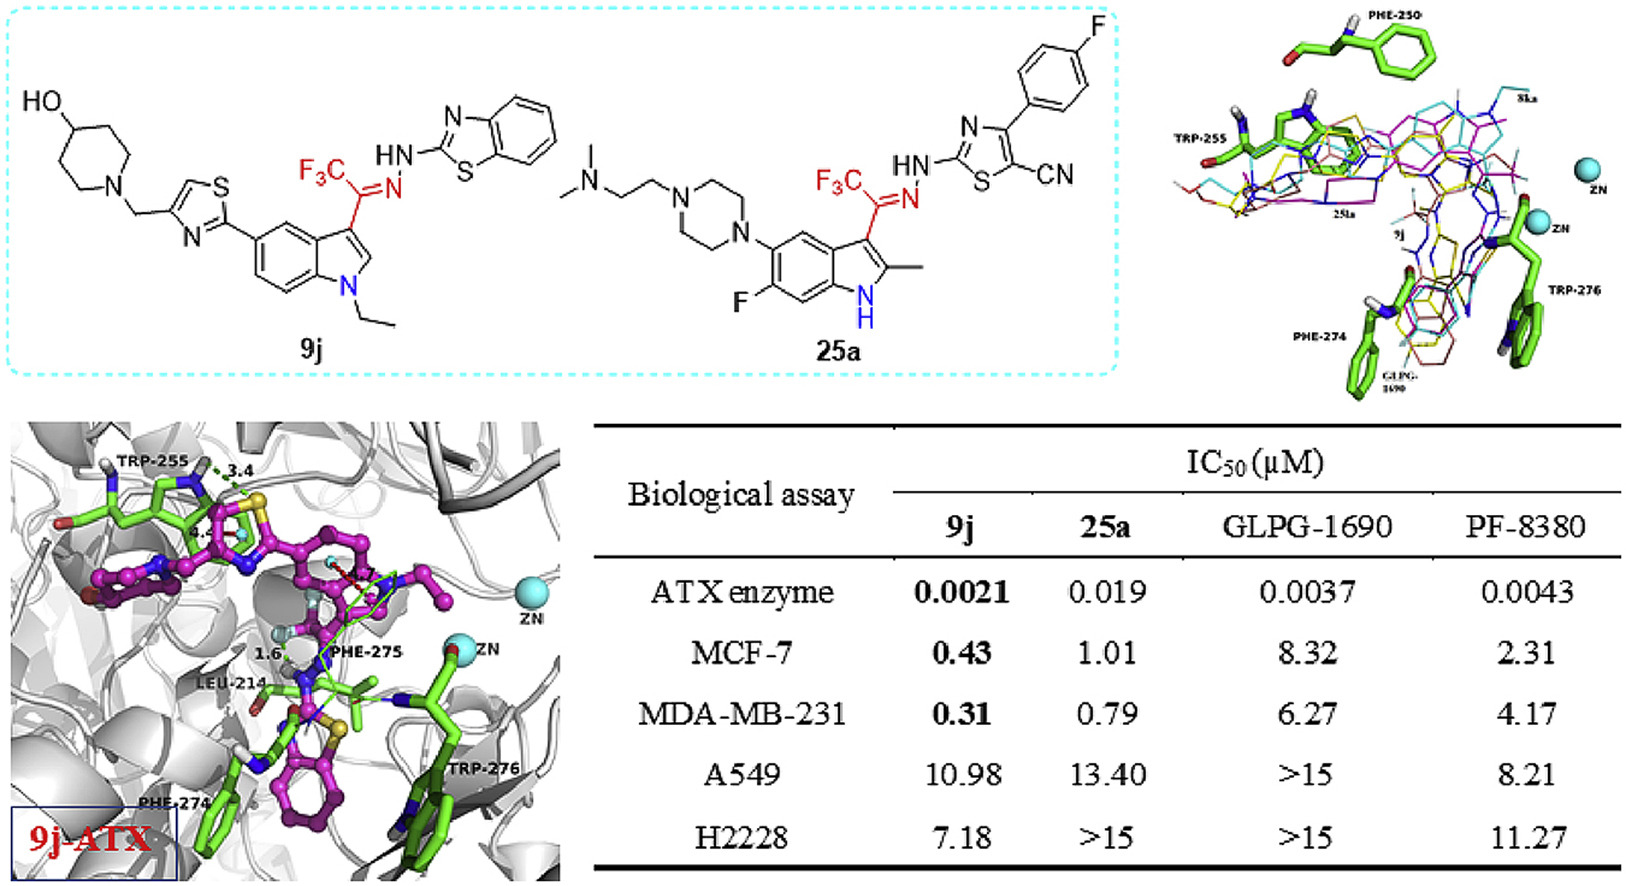 HO
N
N
S
F3C
N
HN
N
S
N
9j
N
N
N
F
F3C
N
HN
N
S
CN
F
N
H
25a
PHE-250
TRP-255
8ka
ZN
ZN
25la
9j
TRP-276
PHE-274
GLPG-
1690
TRP-255
3.4
4.4
ZN
ZN
1.6
PHE-275
LEU-214
TRP-276
PHE-274
9j-ATX
Biological assay IC50 (μM)
9j 25a GLPG-1690 PF-8380
ATX enzyme 0.0021 0.019 0.0037 0.0043
MCF-7 0.43 1.01 8.32 2.31
MDA-MB-231 0.31 0.79 6.27 4.17
A549 10.98 13.40 >15 8.21
H2228 7.18 >15 >15 11.27